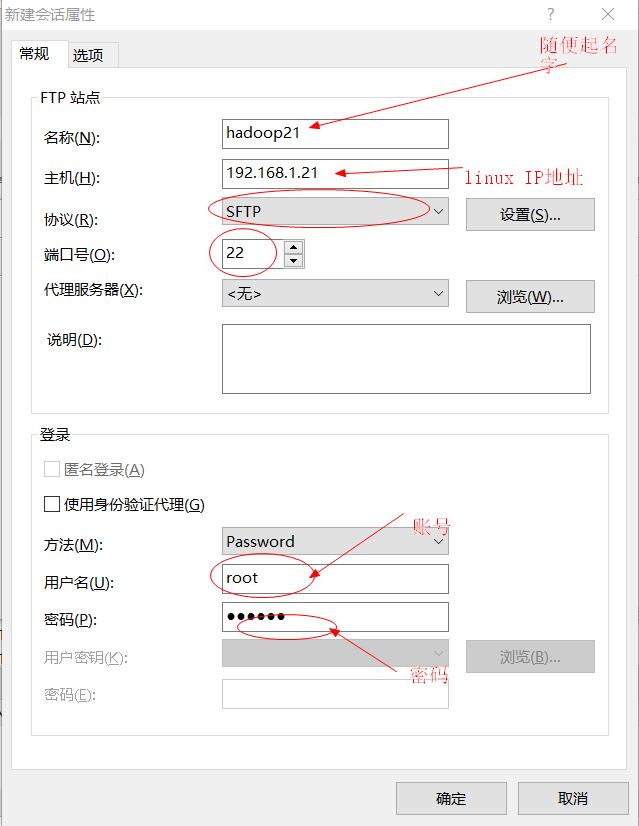 新建会话属性
?
常规 选项
随便起名
字
FTP 站点
名称(N): hadoop21
主机(H): 192.168.1.21
linux IP地址
协议(R): SFTP 设置(S)...
端口号(O): 22
代理服务器(X): <无> 浏览(W)...
说明(D):
登录
匿名登录(A)
使用身份验证代理(G)
账号
方法(M): Password
用户名(U): root
密码(P): ●●●●●●
用户密钥(K): 浏览(B)...
密码
密码(E):
确定 取消